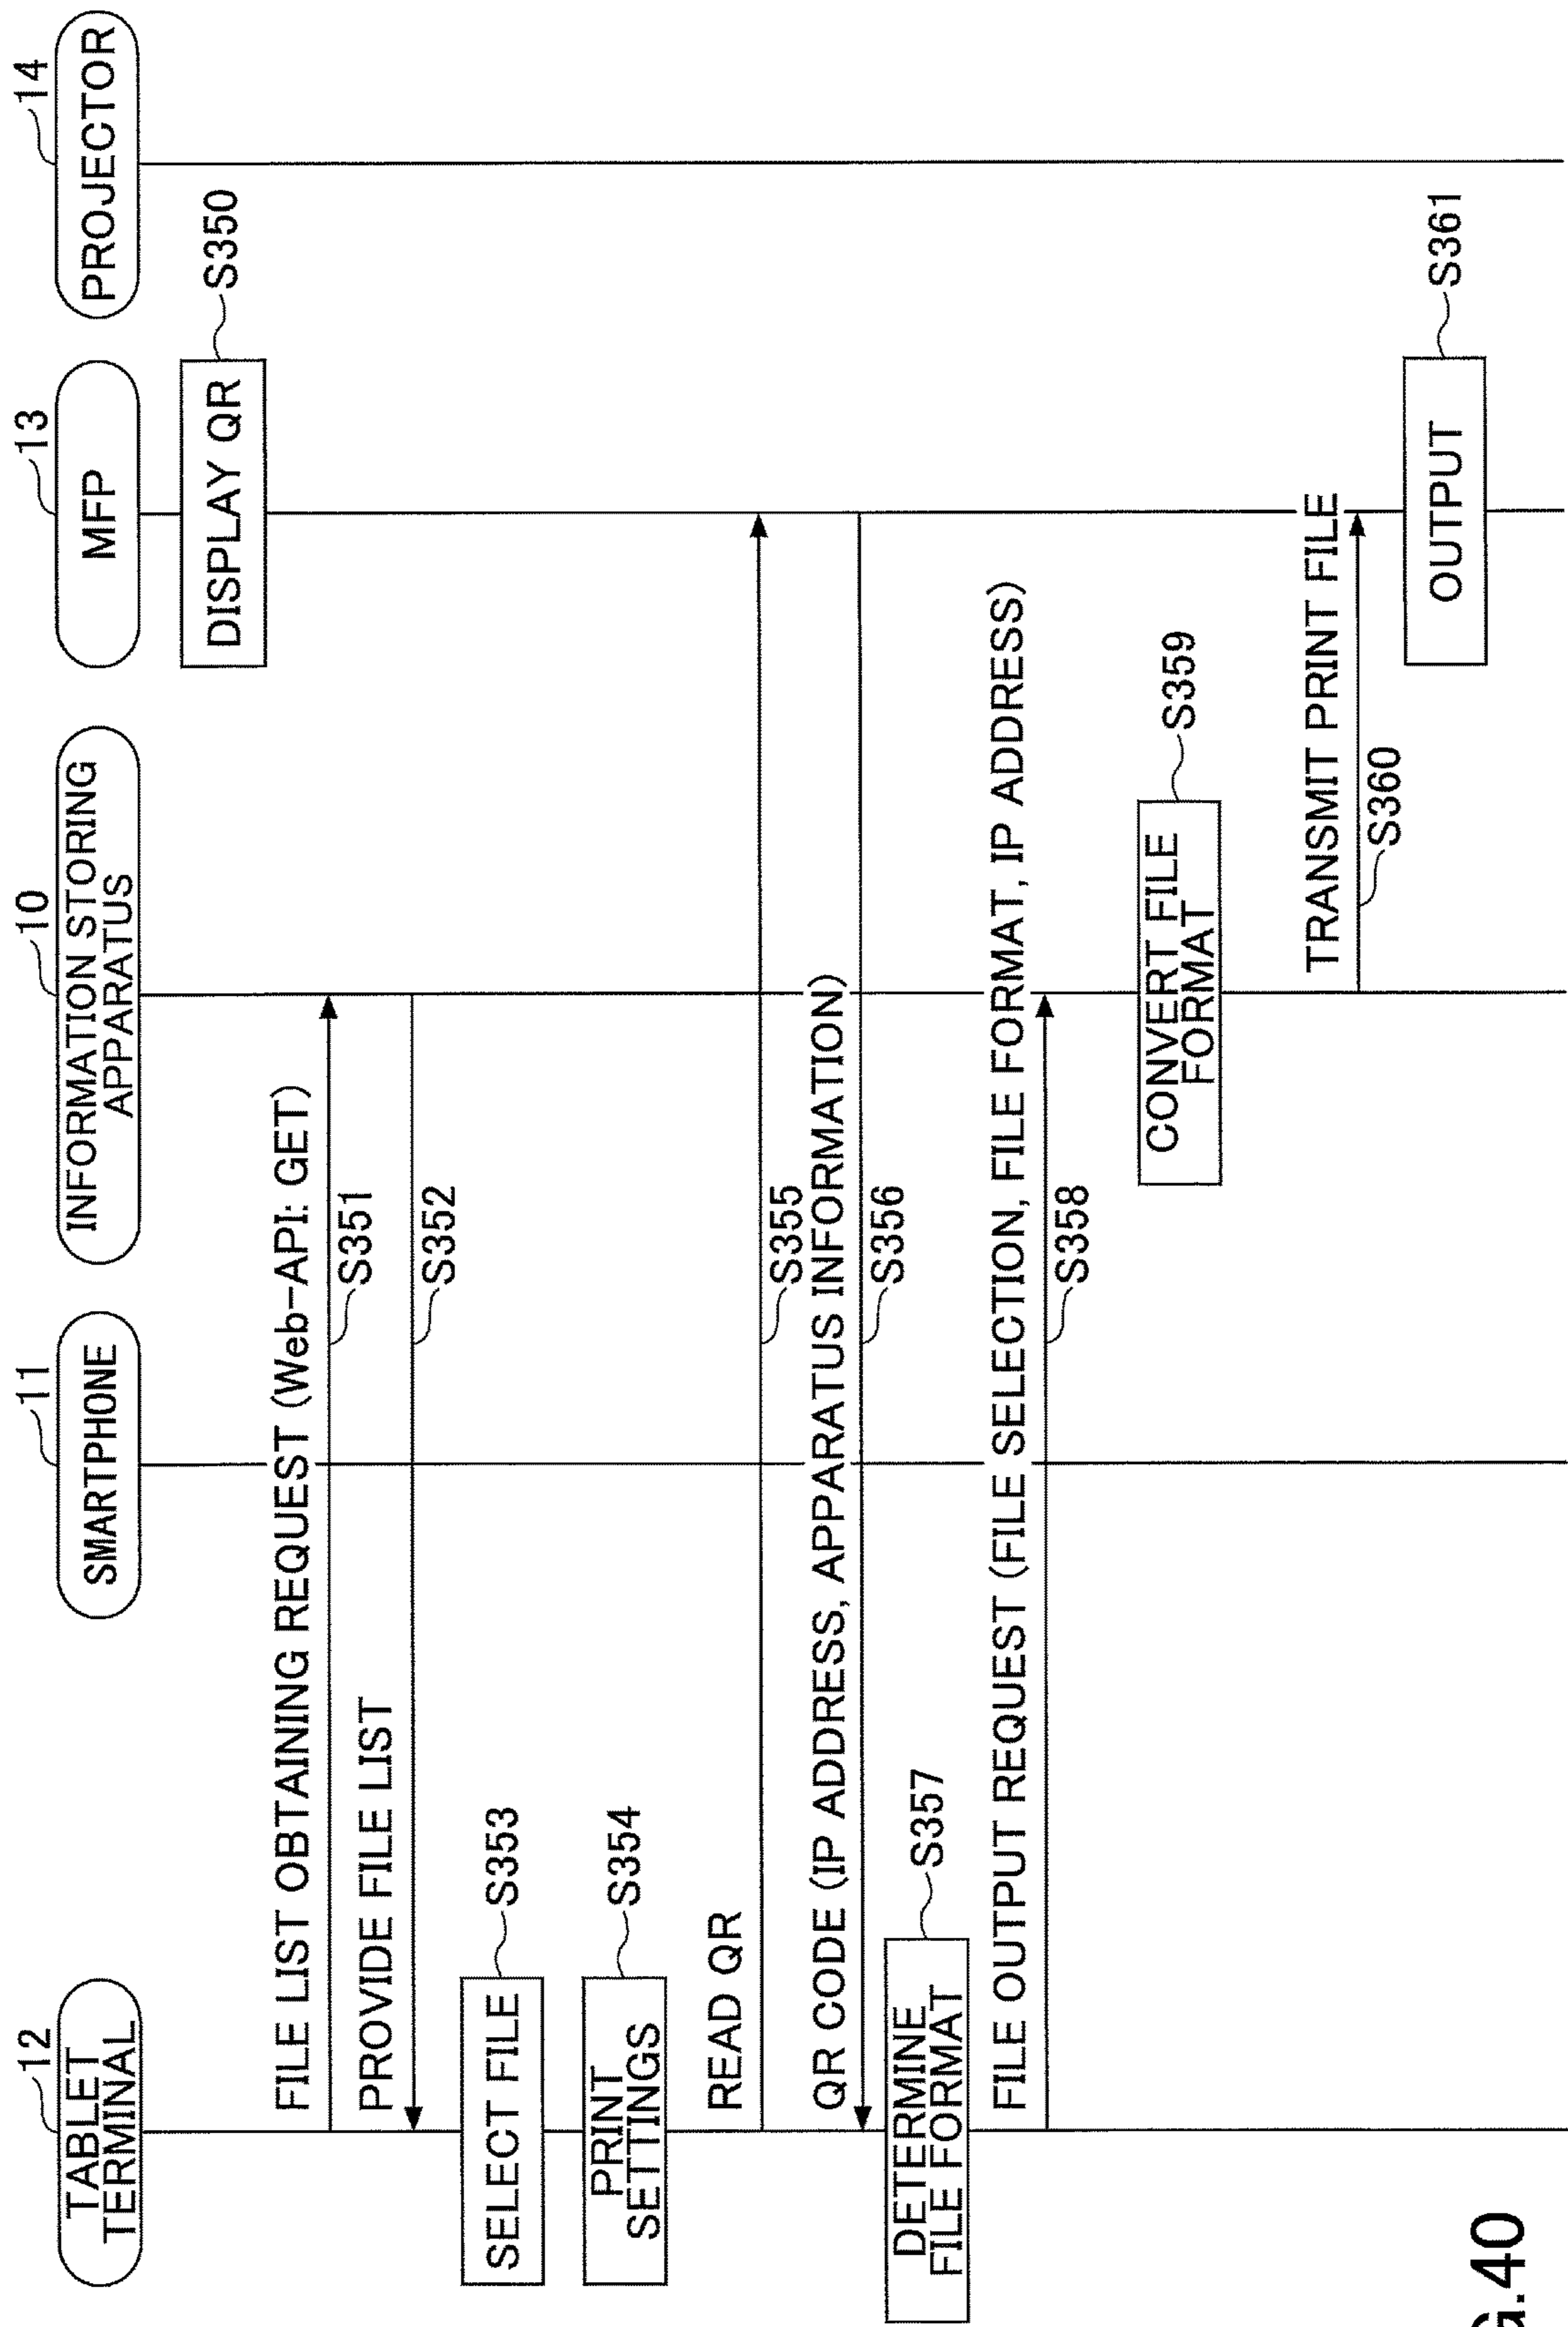 12
TABLET
TERMINAL
11
SMARTPHONE
10
INFORMATION STORING
APPARATUS
13
MFP
14
PROJECTOR
DISPLAY QR
S350
FILE LIST OBTAINING REQUEST (Web-API: GET)
S351
PROVIDE FILE LIST
S352
SELECT FILE
S353
PRINT
SETTINGS
S354
READ QR
S355
QR CODE (IP ADDRESS, APPARATUS INFORMATION)
S356
DETERMINE
FILE FORMAT
S357
FILE OUTPUT REQUEST (FILE SELECTION, FILE FORMAT, IP ADDRESS)
S358
CONVERT FILE
FORMAT
S359
TRANSMIT PRINT FILE
S360
OUTPUT
S361
.40